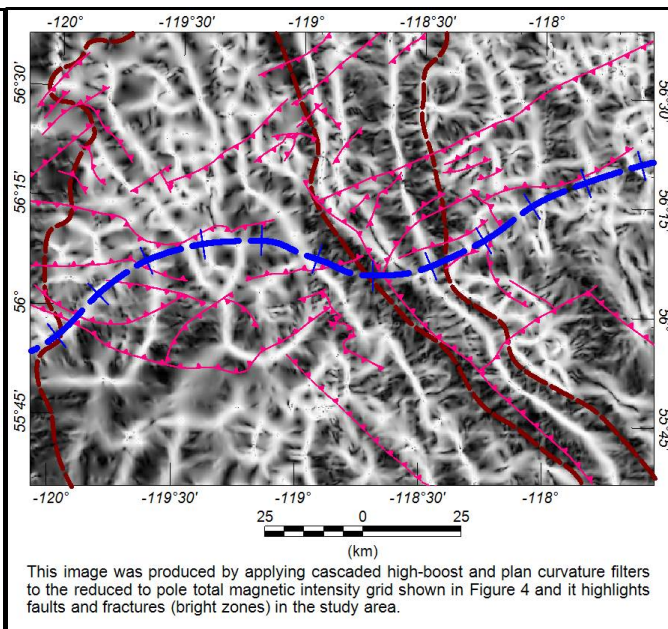 -120° -119°30' -119° -118°30' -118°
56°30' 56°30'
56°15' 56°15'
56° 56°
55°45' 55°45'
-120° -119°30' -119° -118°30' -118°
25 0 25
(km)
This image was produced by applying cascaded high-boost and plan curvature filters
to the reduced to pole total magnetic intensity grid shown in Figure 4 and it highlights
faults and fractures (bright zones) in the study area.